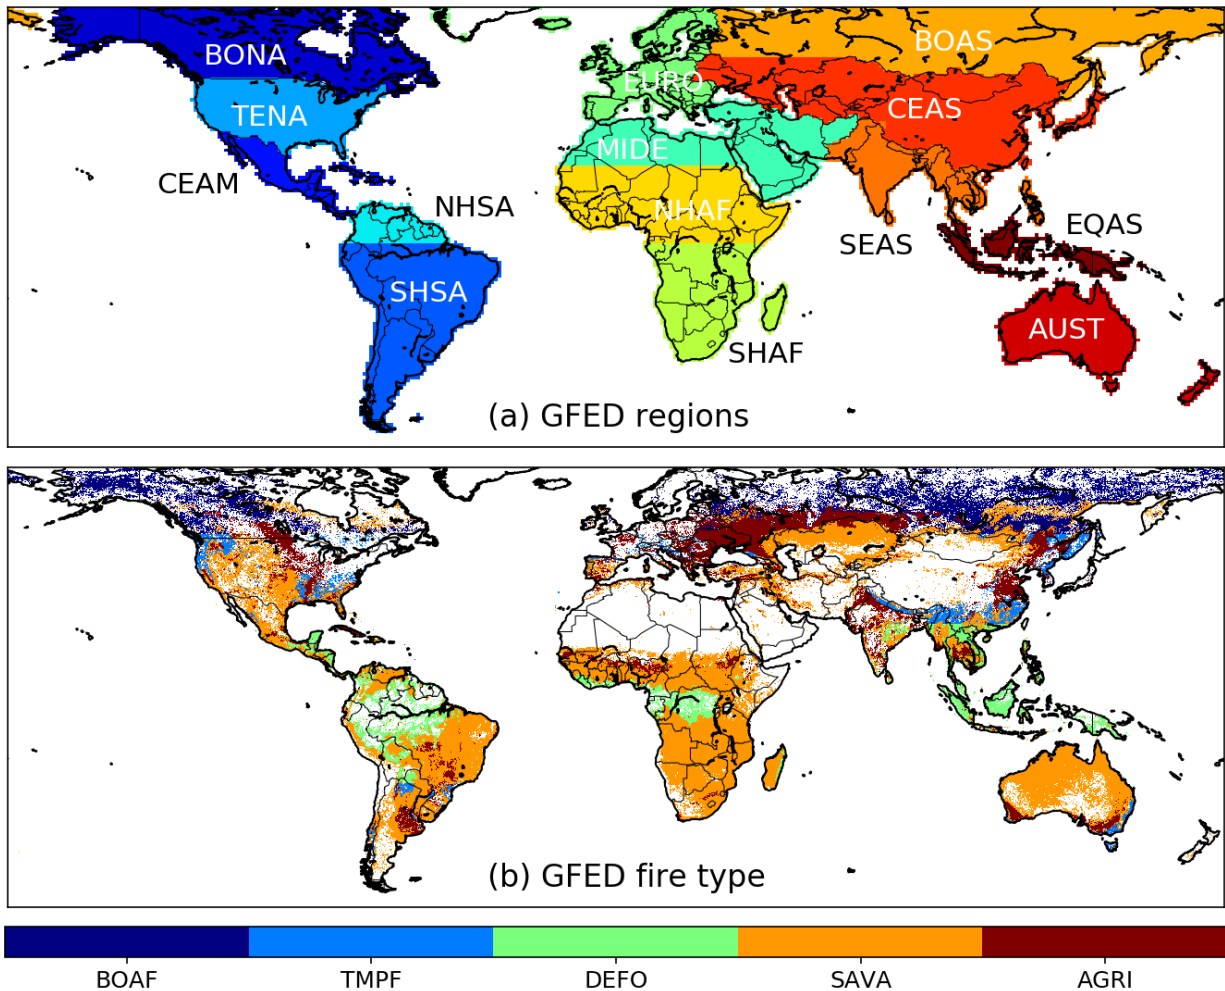 BONA
BOAS
EURO
TENA
CEAS
MIDE
CEAM
NHSA
NHAF
EQAS
SEAS
SHSA
AUST
SHAF
(a) GFED regions
(b) GFED fire type
BOAF TMPF DEFO SAVA AGRI